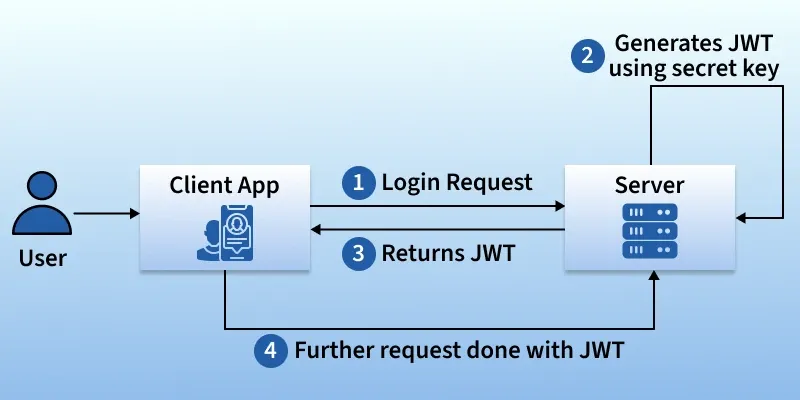 2 Generates JWT
using secret key
Client App
1 Login Request
Server
User
3 Returns JWT
4 Further request done with JWT